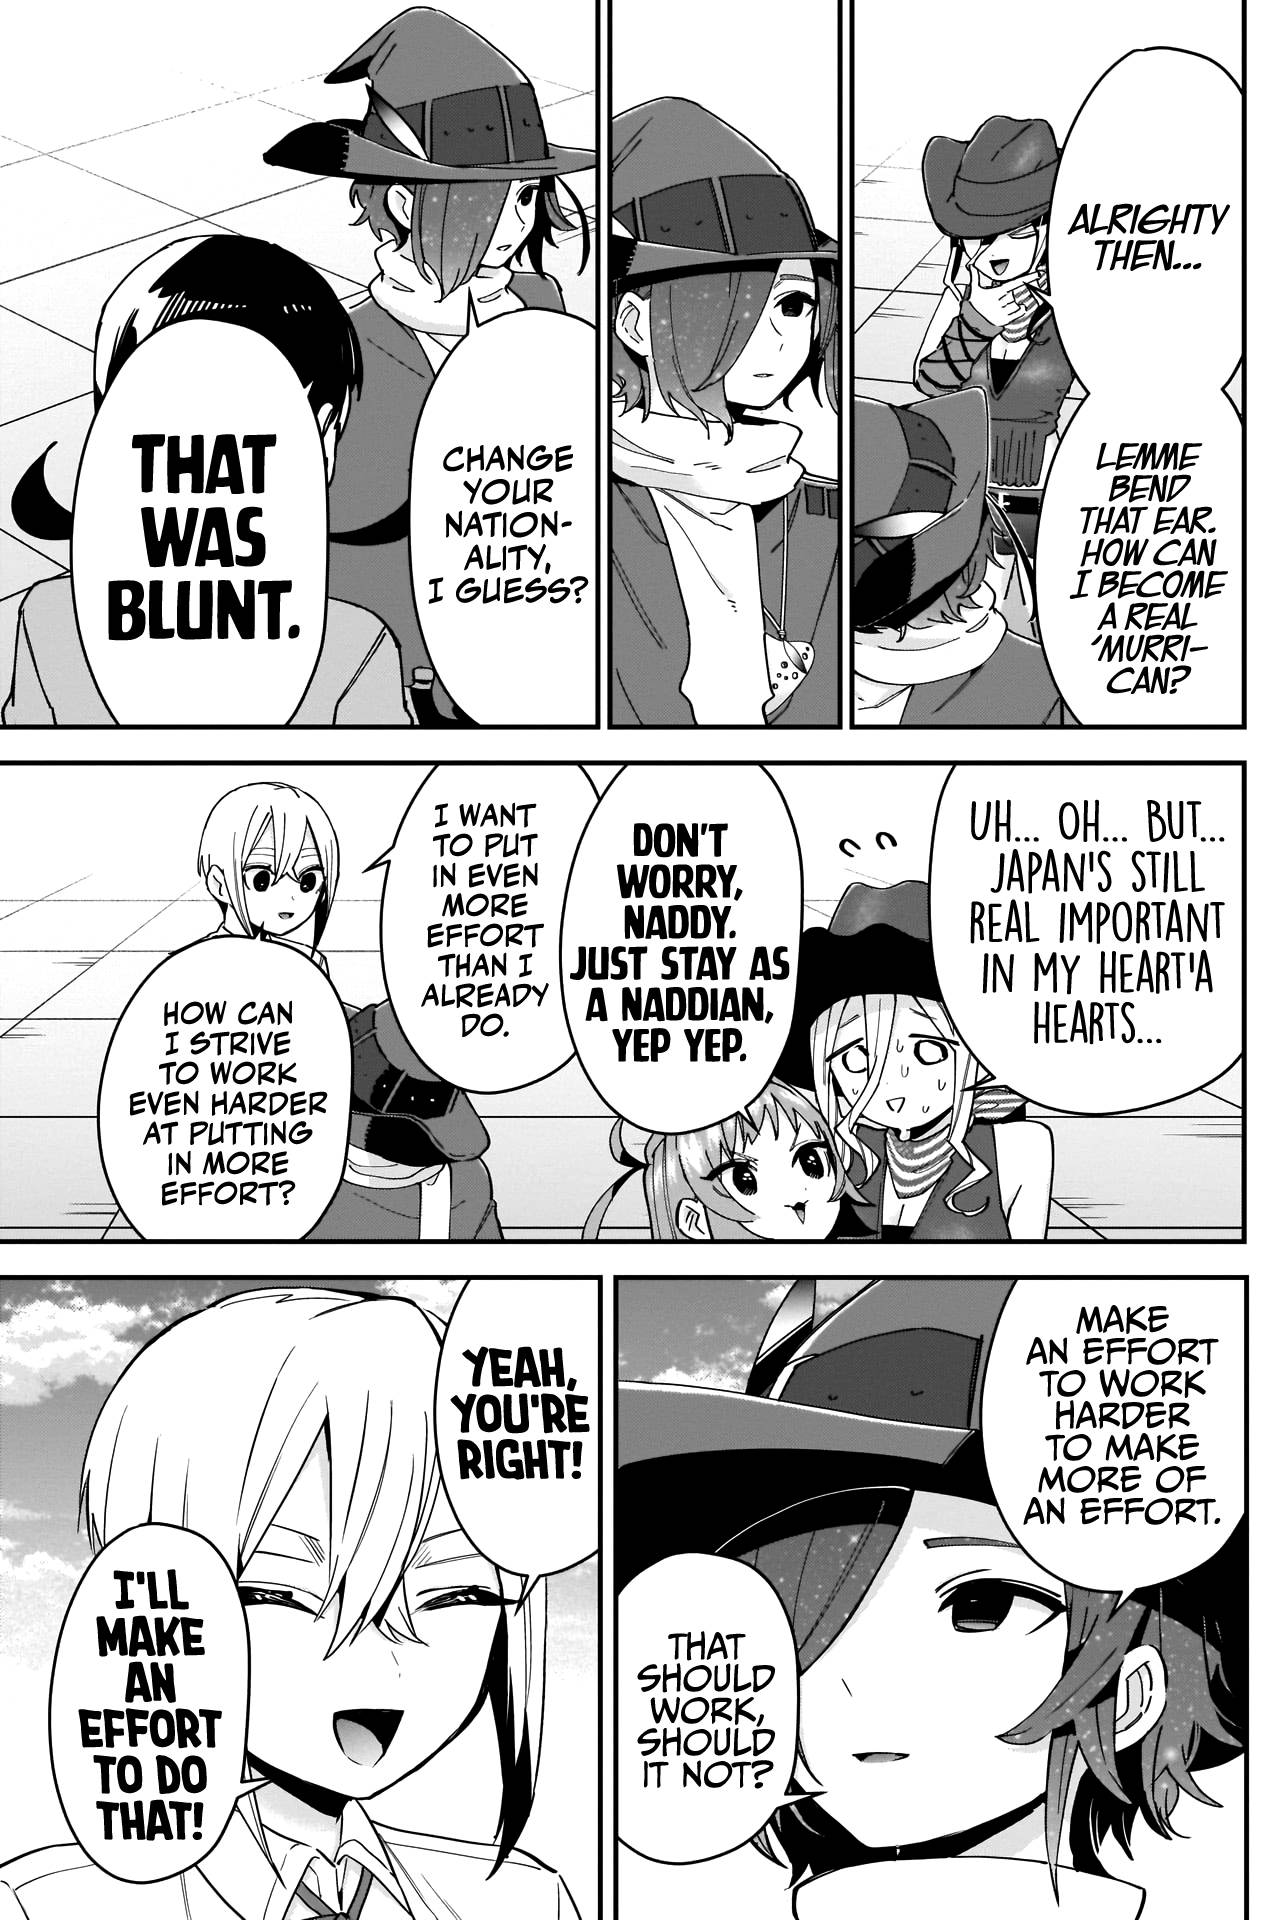 ALRIGHTY
THEN...
LEMME
BEND
THAT EAR.
HOW CAN
I BECOME
A REAL
'MURRI-
CAN?
CHANGE
YOUR
NATION-
ALITY,
I GUESS?
THAT
WAS
BLUNT.
UH... OH... BUT...
JAPAN'S STILL
REAL IMPORTANT
IN MY HEART'A
HEARTS...
DON'T
WORRY,
NADDY.
JUST STAY AS
A NADDIAN,
YEP YEP.
I WANT
TO PUT
IN EVEN
MORE
EFFORT
THAN I
ALREADY
DO.
HOW CAN
I STRIVE
TO WORK
EVEN HARDER
AT PUTTING
IN MORE
EFFORT?
MAKE
AN EFFORT
TO WORK
HARDER
TO MAKE
MORE OF
AN EFFORT.
THAT
SHOULD
WORK,
SHOULD
IT NOT?
YEAH,
YOU'RE
RIGHT!
I'LL
MAKE
AN
EFFORT
TO DO
THAT!